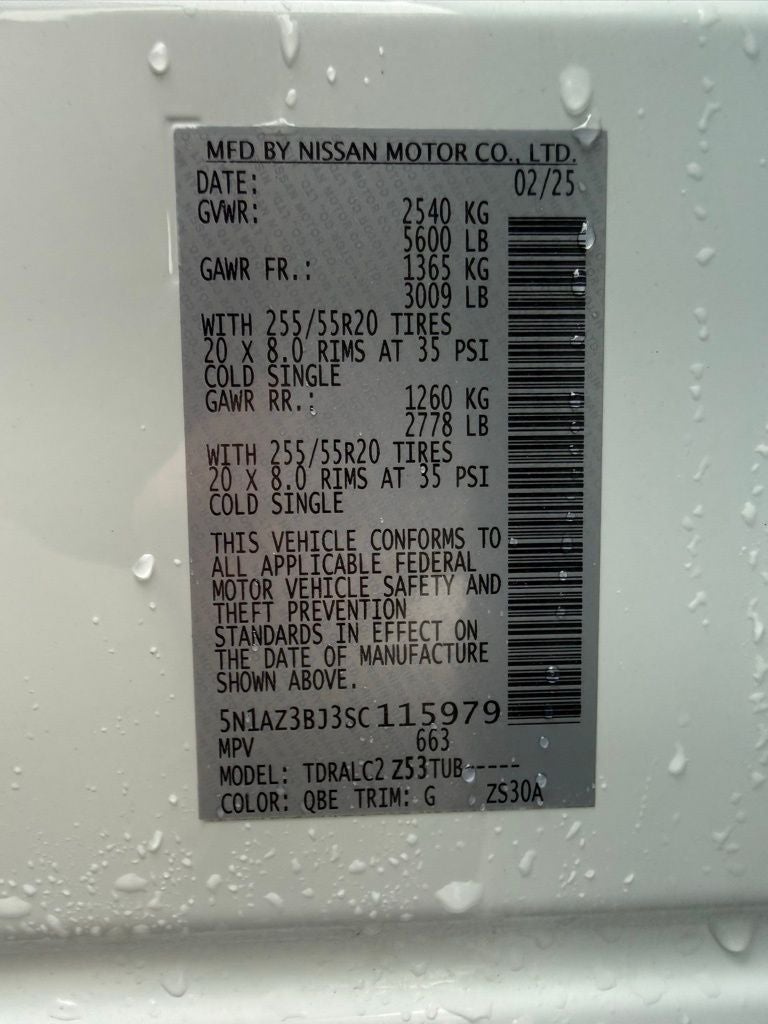 MFD BY NISSAN MOTOR CO., LTD.
DATE: 02/25
GVWR: 2540 KG
5600 LB
GAWR FR.: 1365 KG
3009 LB
WITH 255/55R20 TIRES
20 X 8.0 RIMS AT 35 PSI
COLD SINGLE
GAWR RR.: 1260 KG
2778 LB
WITH 255/55R20 TIRES
20 X 8.0 RIMS AT 35 PSI
COLD SINGLE
THIS VEHICLE CONFORMS TO
ALL APPLICABLE FEDERAL
MOTOR VEHICLE SAFETY AND
THEFT PREVENTION
STANDARDS IN EFFECT ON
THE DATE OF MANUFACTURE
SHOWN ABOVE.
5N1AZ3BJ3SC115979
MPV 663
MODEL: TDRALC2 Z53TUB-----
COLOR: QBE TRIM: G ZS30A